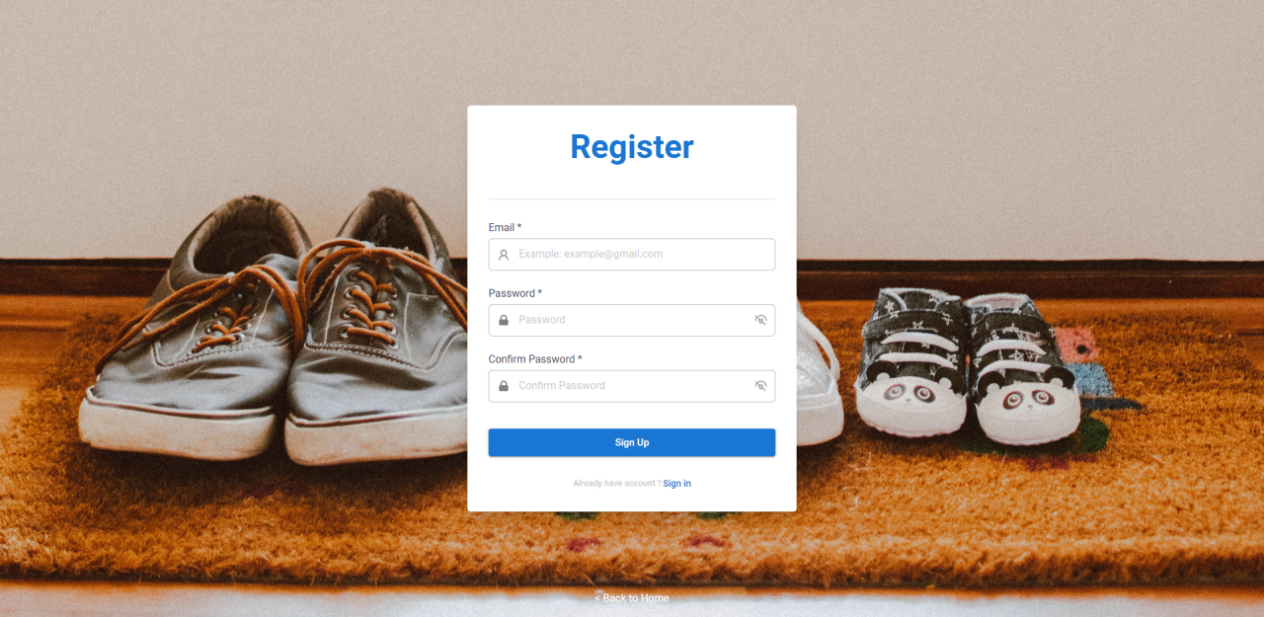 Register
Email *
Example: example@gmail.com
Password *
Password
Confirm Password *
Confirm Password
Sign Up
Already have account ? Sign in
< Back to Home